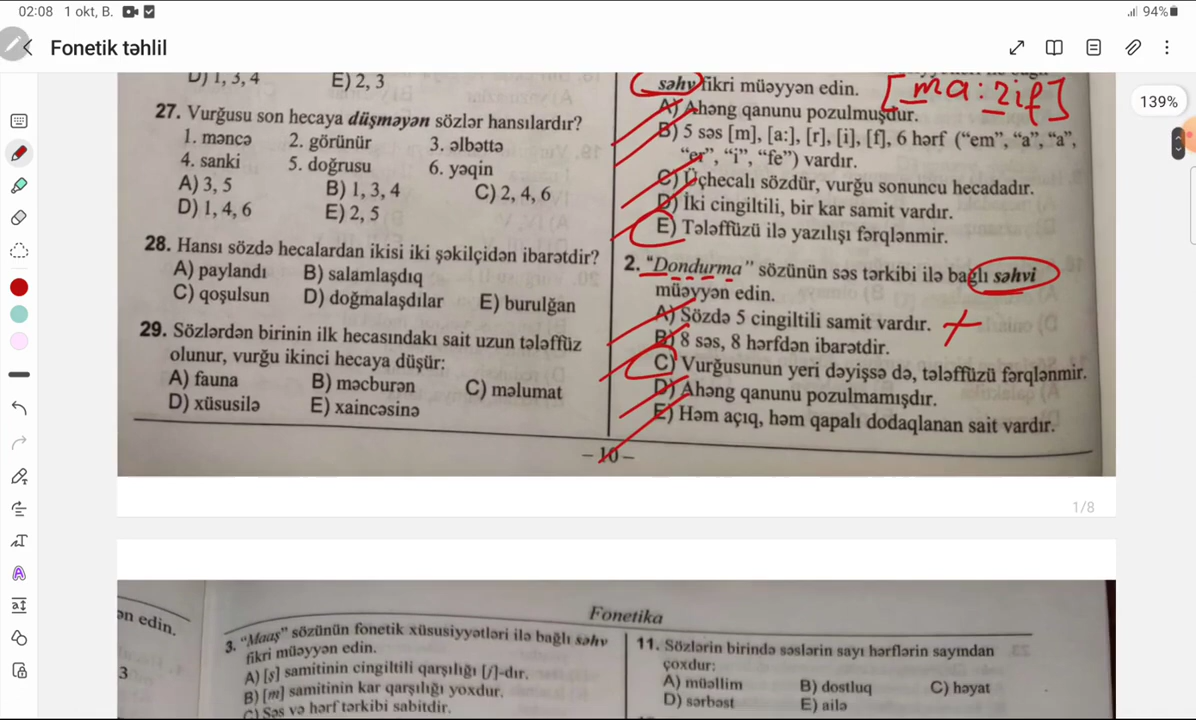 02:08 1 okt, B.
94%
Fonetik təhlil
139%
D) 1, 3, 4 E) 2, 3
27. Vurğusu son hecaya düşməyən sözlər hansılardır?
1. məncə 2. görünür 3. əlbəttə
4. sanki 5. doğrusu 6. yəqin
A) 3, 5 B) 1, 3, 4 C) 2, 4, 6
D) 1, 4, 6 E) 2, 5
28. Hansı sözdə hecalardan ikisi iki şəkilçidən ibarətdir?
A) paylandı B) salamlaşdıq
C) qoşulsun D) doğmalaşdılar E) burulğan
29. Sözlərdən birinin ilk hecasındakı sait uzun tələffüz
olunur, vurğu ikinci hecaya düşür:
A) fauna B) məcburən C) məlumat
D) xüsusilə E) xaincəsinə
səhv fikri müəyyən edin.
[ma:rif]
A) Ahəng qanunu pozulmuşdur.
B) 5 səs [m], [a:], [r], [i], [f], 6 hərf (“em”, “a”, “a”,
“er”, “i”, “fe”) vardır.
C) Üçhecalı sözdür, vurğu sonuncu hecadadır.
D) İki cingiltili, bir kar samit vardır.
E) Tələffüzü ilə yazılışı fərqlənmir.
2. “Dondurma” sözünün səs tərkibi ilə bağlı səhvi
müəyyən edin.
A) Sözdə 5 cingiltili samit vardır.
B) 8 səs, 8 hərfdən ibarətdir.
C) Vurğusunun yeri dəyişsə də, tələffüzü fərqlənmir.
D) Ahəng qanunu pozulmamışdır.
E) Həm açıq, həm qapalı dodaqlanan sait vardır.
– 10 –
1/8
ən edin.
3
Fonetika
3. “Maaş” sözünün fonetik xüsusiyyətləri ilə bağlı səhv
fikri müəyyən edin.
A) [ş] samitinin cingiltili qarşılığı [j]-dır.
B) [m] samitinin kar qarşılığı yoxdur.
C) Səs və hərf tərkibi sabitdir.
11. Sözlərin birində səslərin sayı hərflərin sayından
çoxdur:
A) müəllim B) dostluq C) həyat
D) sərbəst E) ailə